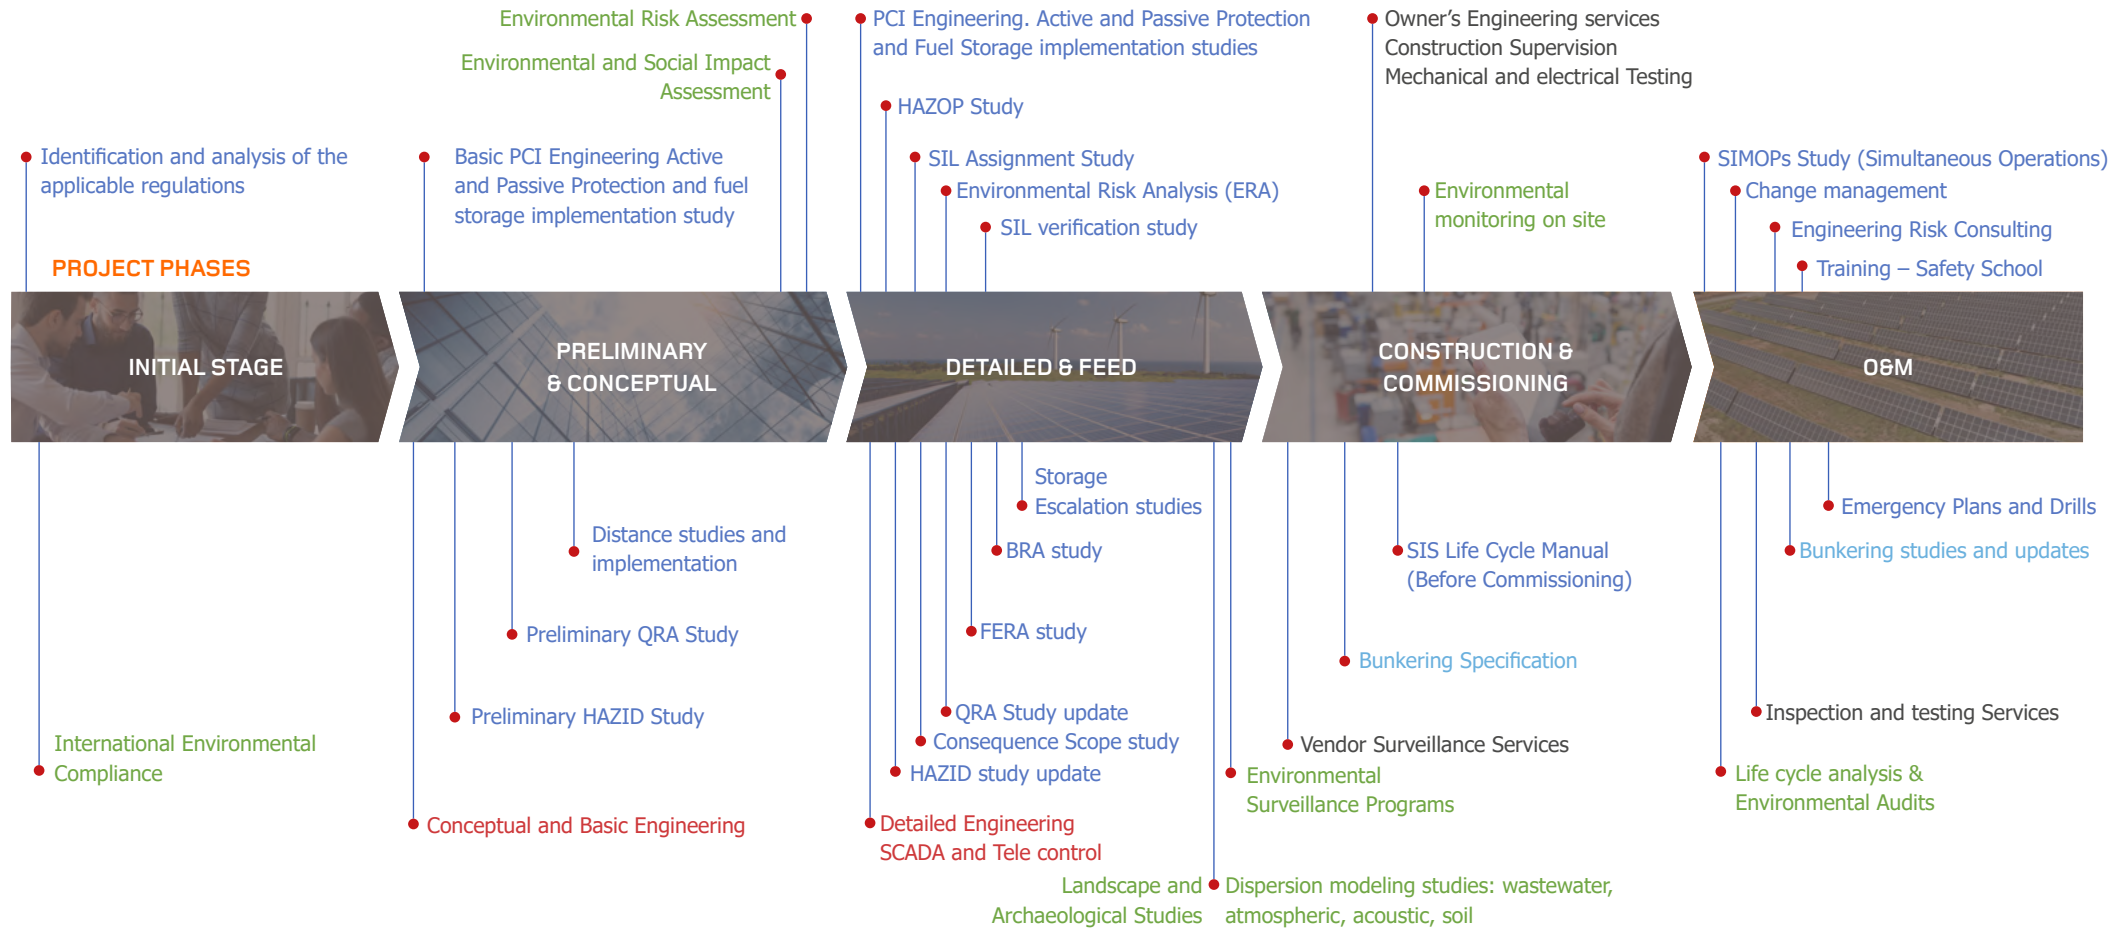 Environmental Risk Assessment
Environmental and Social Impact
Assessment
PCI Engineering. Active and Passive Protection
and Fuel Storage implementation studies
HAZOP Study
Owner’s Engineering services
Construction Supervision
Mechanical and electrical Testing
Identification and analysis of the
applicable regulations
Basic PCI Engineering Active
and Passive Protection and fuel
storage implementation study
SIL Assignment Study
Environmental Risk Analysis (ERA)
SIL verification study
Environmental
monitoring on site
SIMOPs Study (Simultaneous Operations)
Change management
Engineering Risk Consulting
Training – Safety School
PROJECT PHASES
INITIAL STAGE
PRELIMINARY
& CONCEPTUAL
DETAILED & FEED
CONSTRUCTION &
COMMISSIONING
O&M
International Environmental
Compliance
Distance studies and
implementation
Preliminary QRA Study
Preliminary HAZID Study
Conceptual and Basic Engineering
Storage
Escalation studies
BRA study
FERA study
QRA Study update
Consequence Scope study
HAZID study update
Detailed Engineering
SCADA and Tele control
Landscape and
Archaeological Studies
Dispersion modeling studies: wastewater,
atmospheric, acoustic, soil
SIS Life Cycle Manual
(Before Commissioning)
Bunkering Specification
Vendor Surveillance Services
Environmental
Surveillance Programs
Emergency Plans and Drills
Bunkering studies and updates
Inspection and testing Services
Life cycle analysis &
Environmental Audits